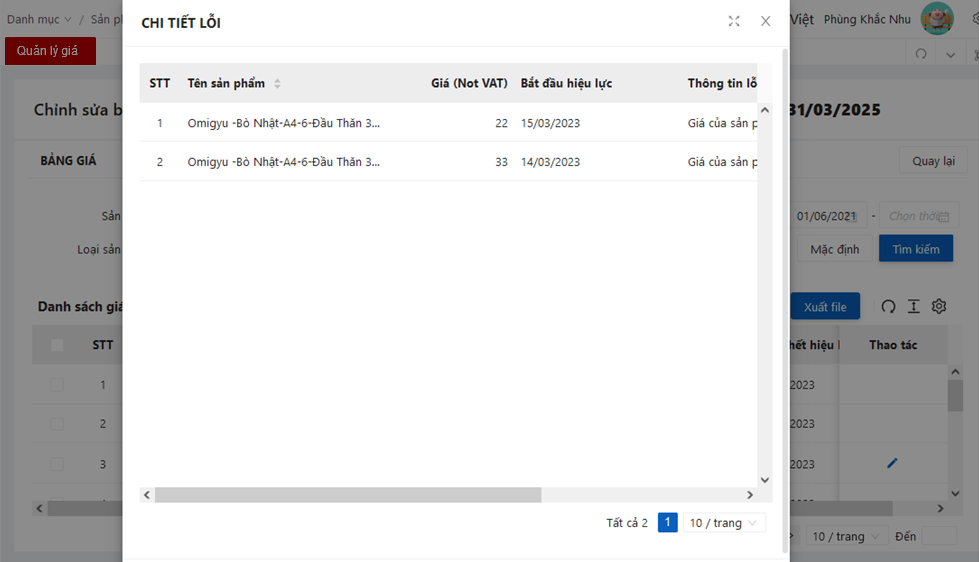 Danh mục / Sản
CHI TIẾT LỖI
Việt Phùng Khắc Nhu
Quản lý giá
Chỉnh sửa b
31/03/2025
BẢNG GIÁ
Quay lại
Sản
01/06/2021 - Chọn thời
Loại sản
Mặc định
Tìm kiếm
Danh sách giá
Xuất file
STT
hết hiệu
Thao tác
1
2023
2
2023
3
2023
10 / trang
Đến
STT Tên sản phẩm Giá (Not VAT) Bắt đầu hiệu lực Thông tin lỗ
1 Omigyu -Bò Nhật-A4-6-Đầu Thăn 3... 22 15/03/2023 Giá của sản p
2 Omigyu -Bò Nhật-A4-6-Đầu Thăn 3... 33 14/03/2023 Giá của sản p
Tất cả 2 1 10 / trang